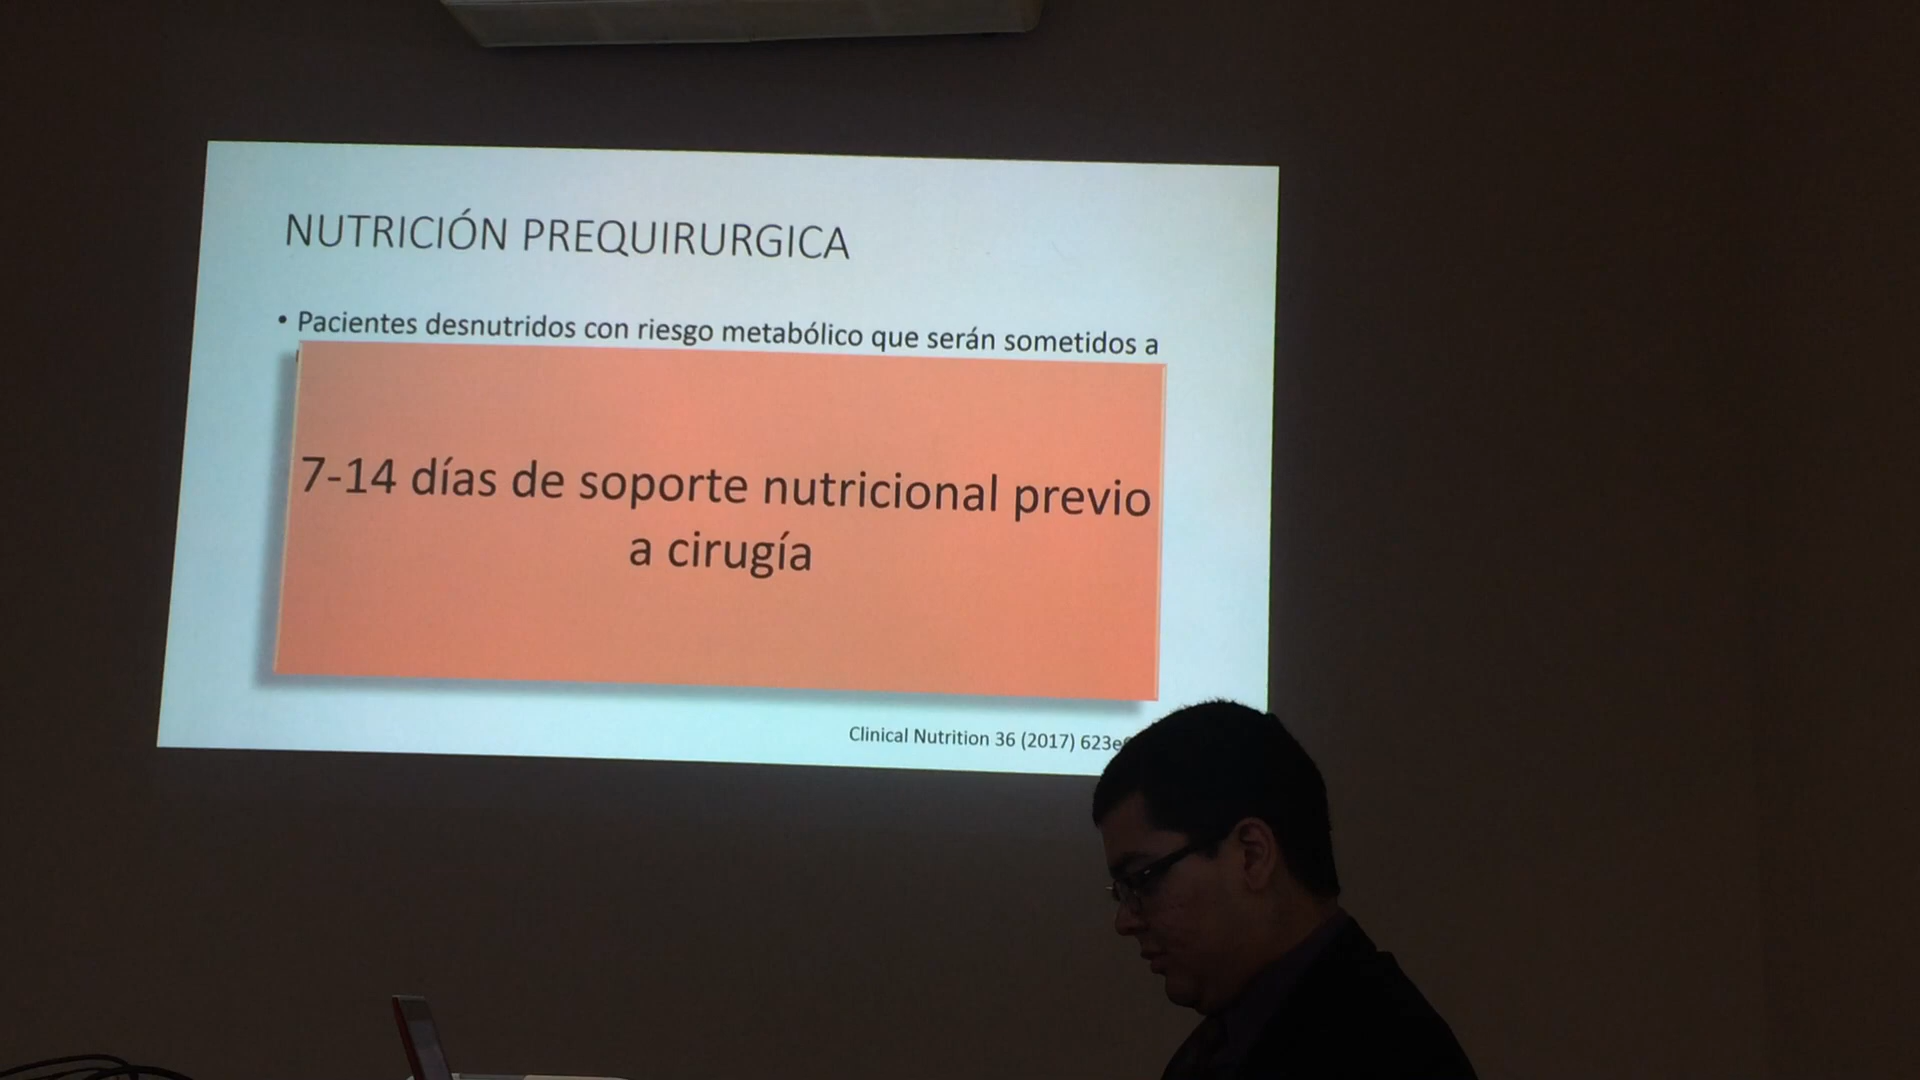 NUTRICIÓN PREQUIRURGICA
• Pacientes desnutridos con riesgo metabólico que serán sometidos a
7-14 días de soporte nutricional previo
a cirugía
Clinical Nutrition 36 (2017)